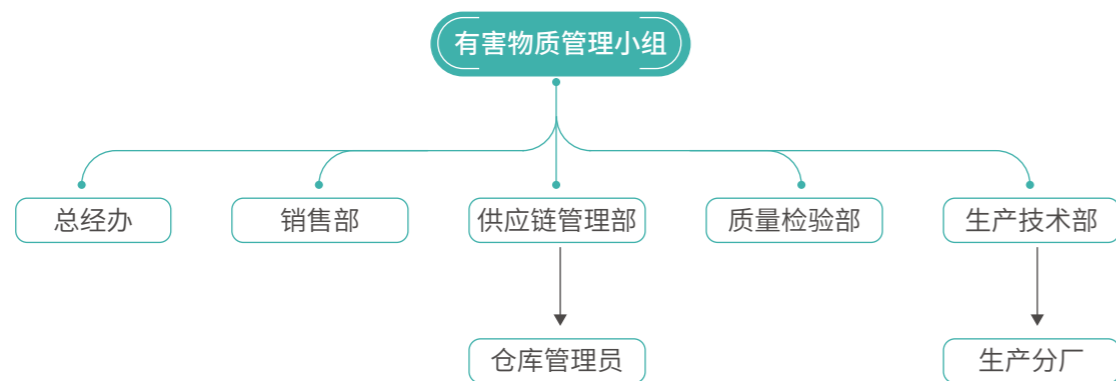 有害物质管理小组
总经办
销售部
供应链管理部
质量检验部
生产技术部
仓库管理员
生产分厂